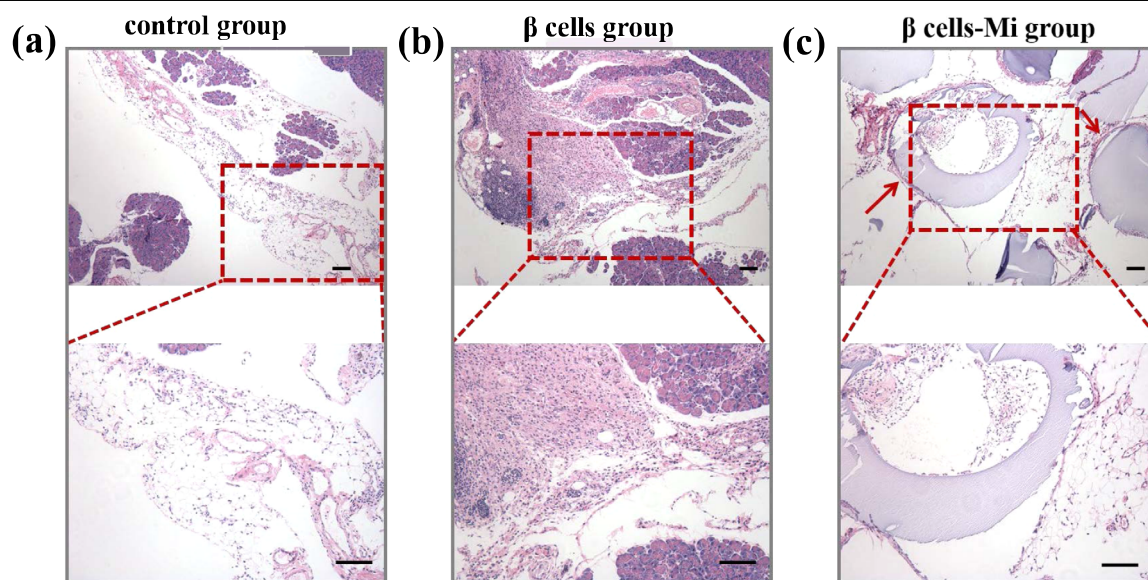 (a) control group
(b) β cells group
(c) β cells-Mi group